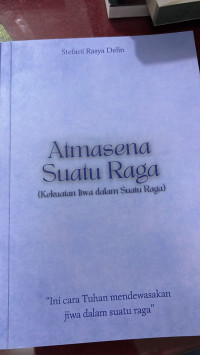 Stefani Rasya Delin
Atmasena
Suatu Raga
(Kekuatan Jiwa dalam Suatu Raga)
"Ini cara Tuhan mendewasakan
jiwa dalam suatu raga"